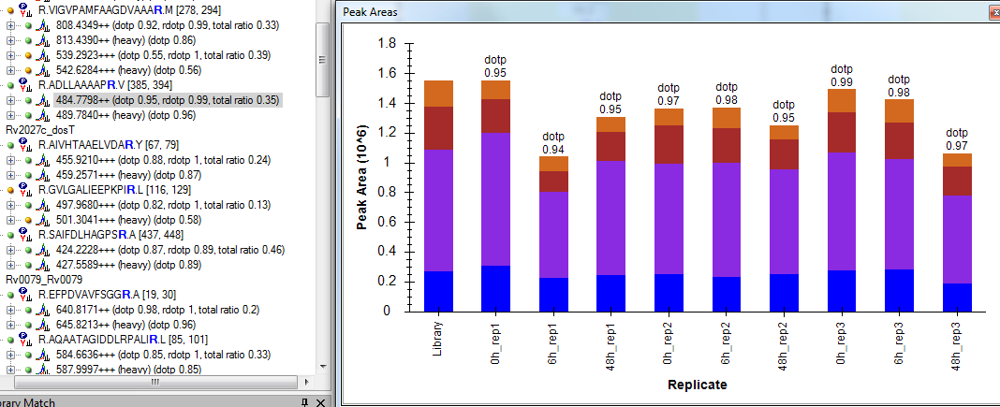 R.VIGVPAMFAAGDVAAAR.M [278, 294]
808.4349++ (dotp 0.92, rdotp 0.99, total ratio 0.33)
813.4390++ (heavy) (dotp 0.86)
539.2923+++ (dotp 0.55, rdotp 1, total ratio 0.39)
542.6284+++ (heavy) (dotp 0.56)
R.ADLLAAAAPR.V [385, 394]
484.7798++ (dotp 0.95, rdotp 0.99, total ratio 0.35)
489.7840++ (heavy) (dotp 0.96)
Rv2027c_dosT
R.AIVHTAAELVDAR.Y [67, 79]
455.9210+++ (dotp 0.88, rdotp 1, total ratio 0.24)
459.2571+++ (heavy) (dotp 0.87)
R.GVLGALIEEPKPIR.L [116, 129]
497.9680+++ (dotp 0.82, rdotp 1, total ratio 0.13)
501.3041+++ (heavy) (dotp 0.58)
R.SAIFDLHAGPSR.A [437, 448]
424.2228+++ (dotp 0.87, rdotp 0.89, total ratio 0.46)
427.5589+++ (heavy) (dotp 0.89)
Rv0079_Rv0079
R.EFPDVAVFSGGR.A [19, 30]
640.8171++ (dotp 0.98, rdotp 1, total ratio 0.2)
645.8213++ (heavy) (dotp 0.96)
R.AQAATAGIDDLRPALIR.L [85, 101]
584.6636+++ (dotp 0.85, rdotp 1, total ratio 0.33)
587.9997+++ (heavy) (dotp 0.85)
rary Match
Peak Areas
Peak Area (10^6)
1.8
1.6
1.4
1.2
1
0.8
0.6
0.4
0.2
0
dotp
0.95
dotp
0.94
dotp
0.95
dotp
0.97
dotp
0.98
dotp
0.95
dotp
0.99
dotp
0.98
dotp
0.97
Library
0h_rep1
6h_rep1
48h_rep1
0h_rep2
6h_rep2
48h_rep2
0h_rep3
6h_rep3
48h_rep3
Replicate